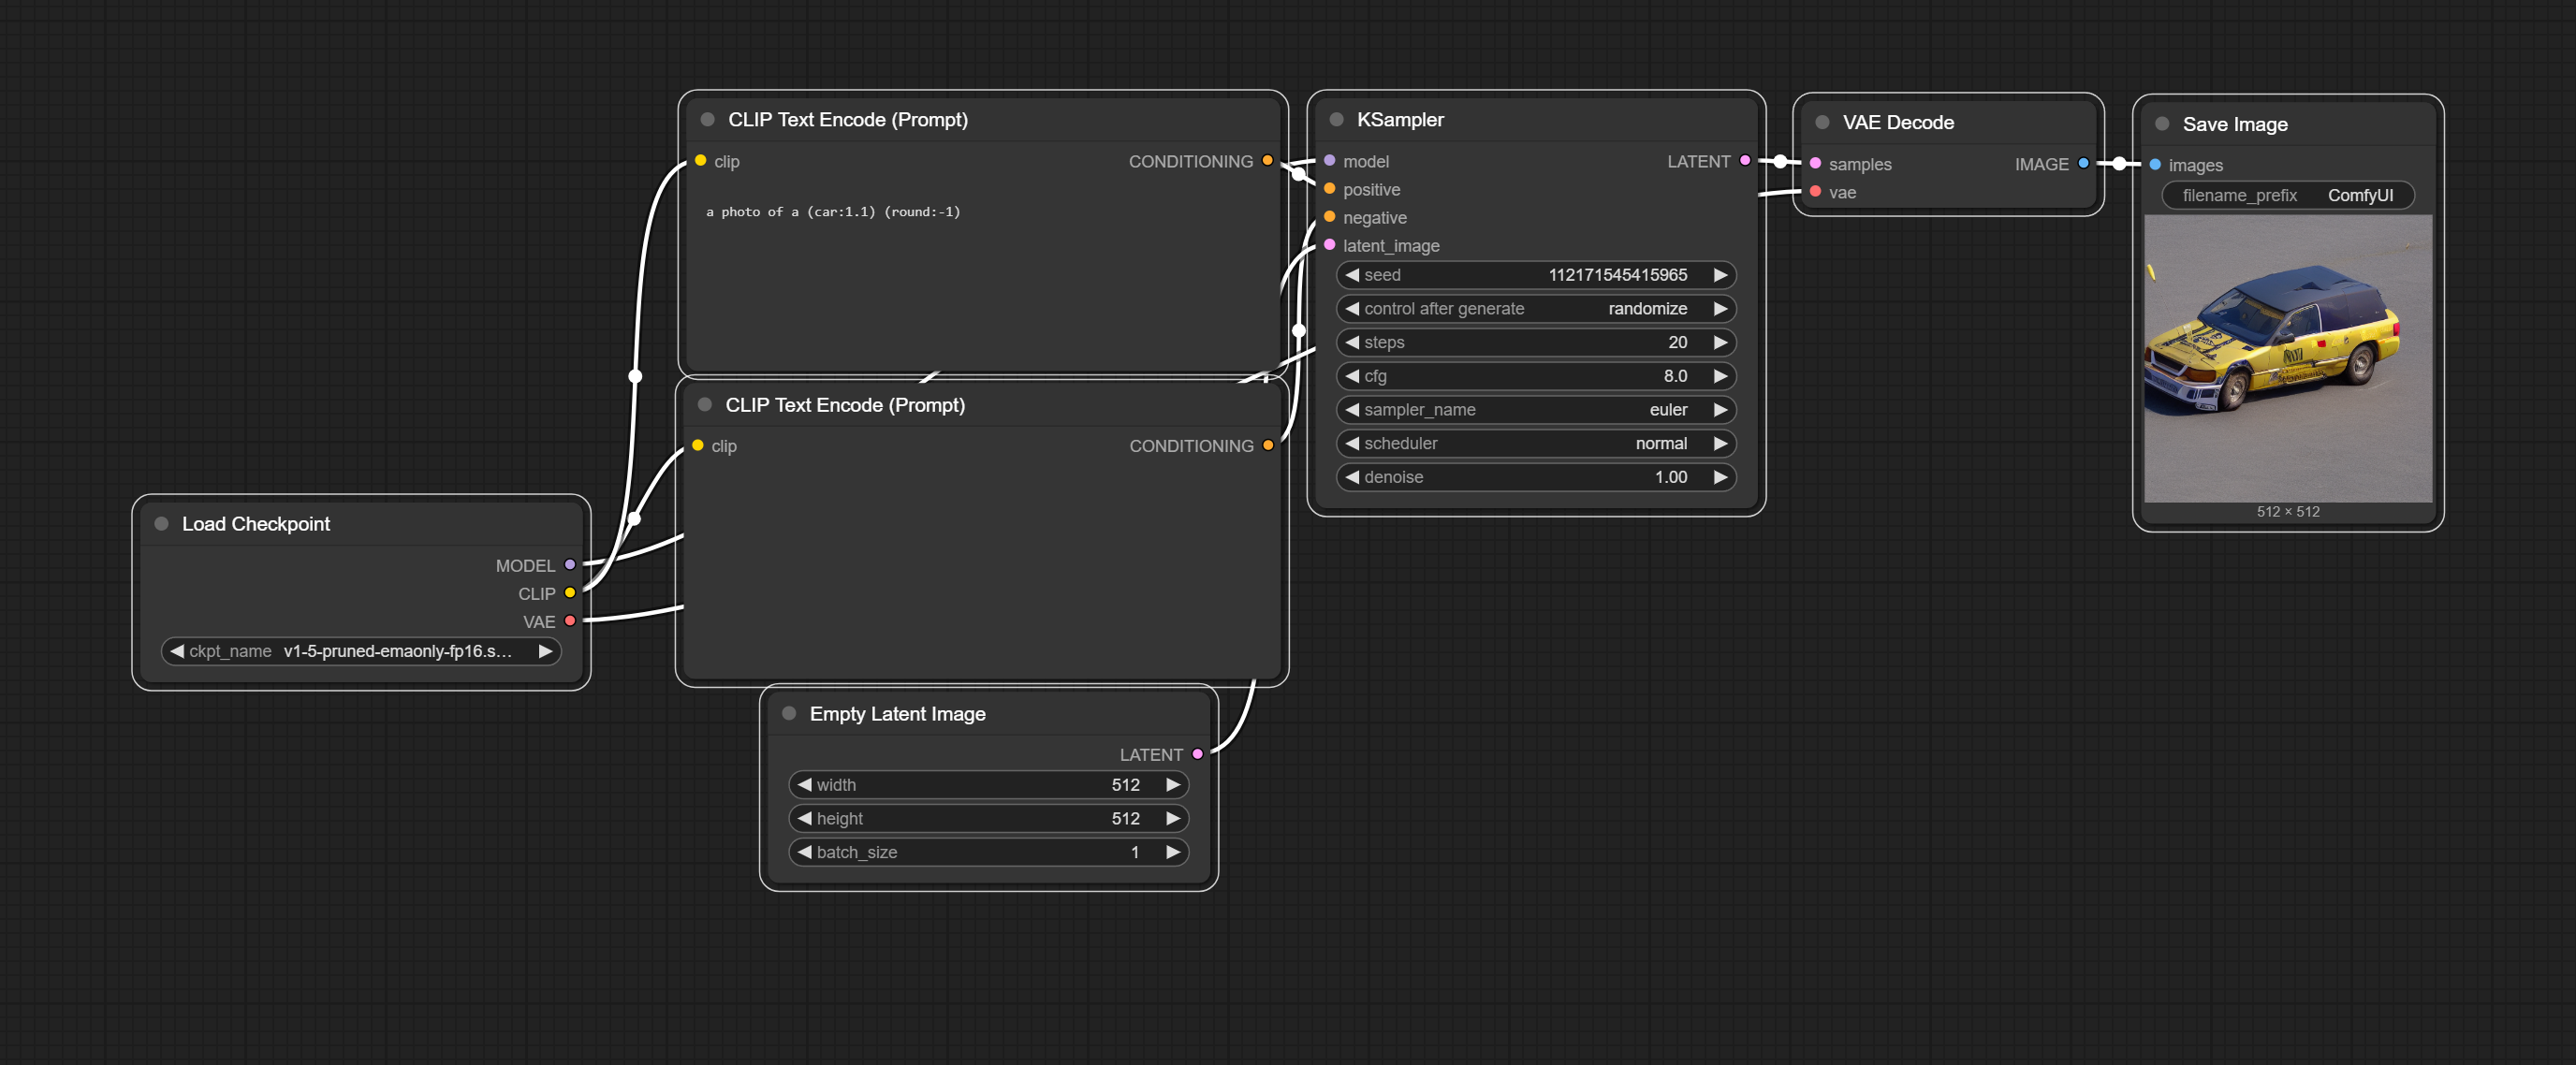 CLIP Text Encode (Prompt)
clip
CONDITIONING
a photo of a (car:1.1) (round:-1)
CLIP Text Encode (Prompt)
clip
CONDITIONING
Load Checkpoint
MODEL
CLIP
VAE
ckpt_name v1-5-pruned-emaonly-fp16.s...
Empty Latent Image
LATENT
width 512
height 512
batch_size 1
KSampler
model LATENT
positive
negative
latent_image
seed 112171545415965
control after generate randomize
steps 20
cfg 8.0
sampler_name euler
scheduler normal
denoise 1.00
VAE Decode
samples IMAGE
vae
Save Image
images
filename_prefix ComfyUI
512 × 512